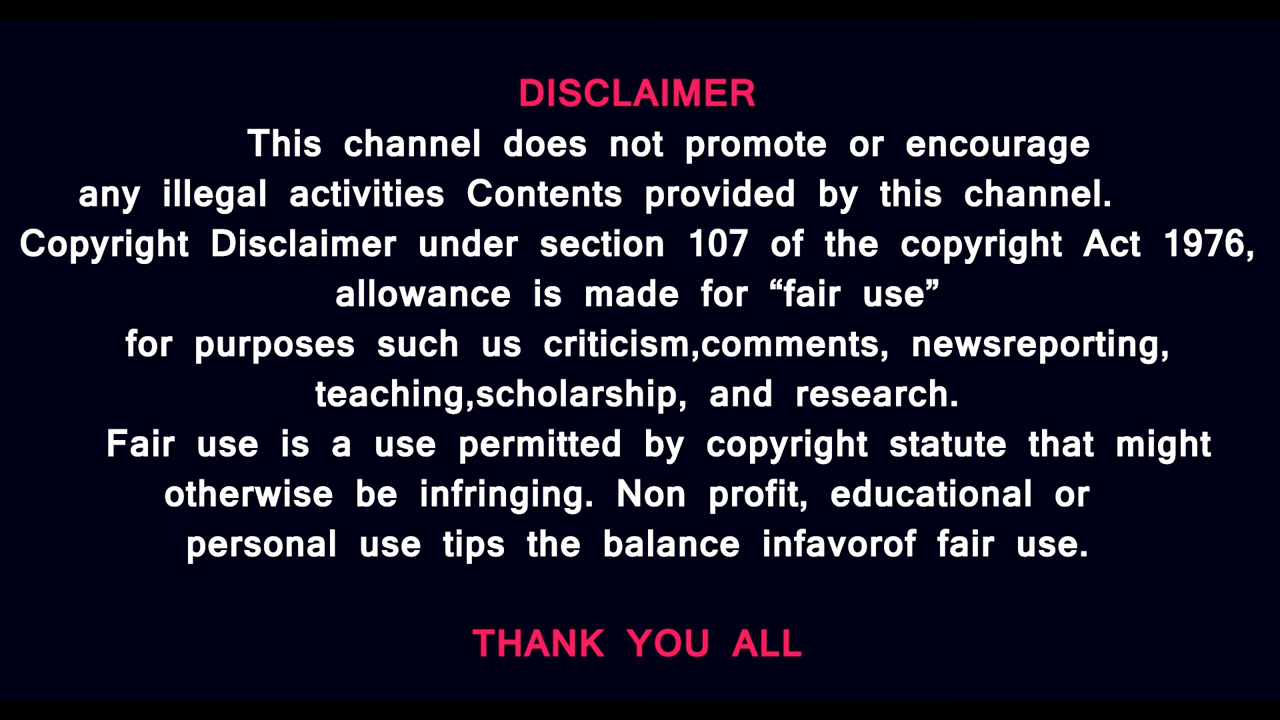 DISCLAIMER
This channel does not promote or encourage
any illegal activities Contents provided by this channel.
Copyright Disclaimer under section 107 of the copyright Act 1976,
allowance is made for “fair use”
for purposes such us criticism,comments, newsreporting,
teaching,scholarship, and research.
Fair use is a use permitted by copyright statute that might
otherwise be infringing. Non profit, educational or
personal use tips the balance infavorof fair use.
THANK YOU ALL